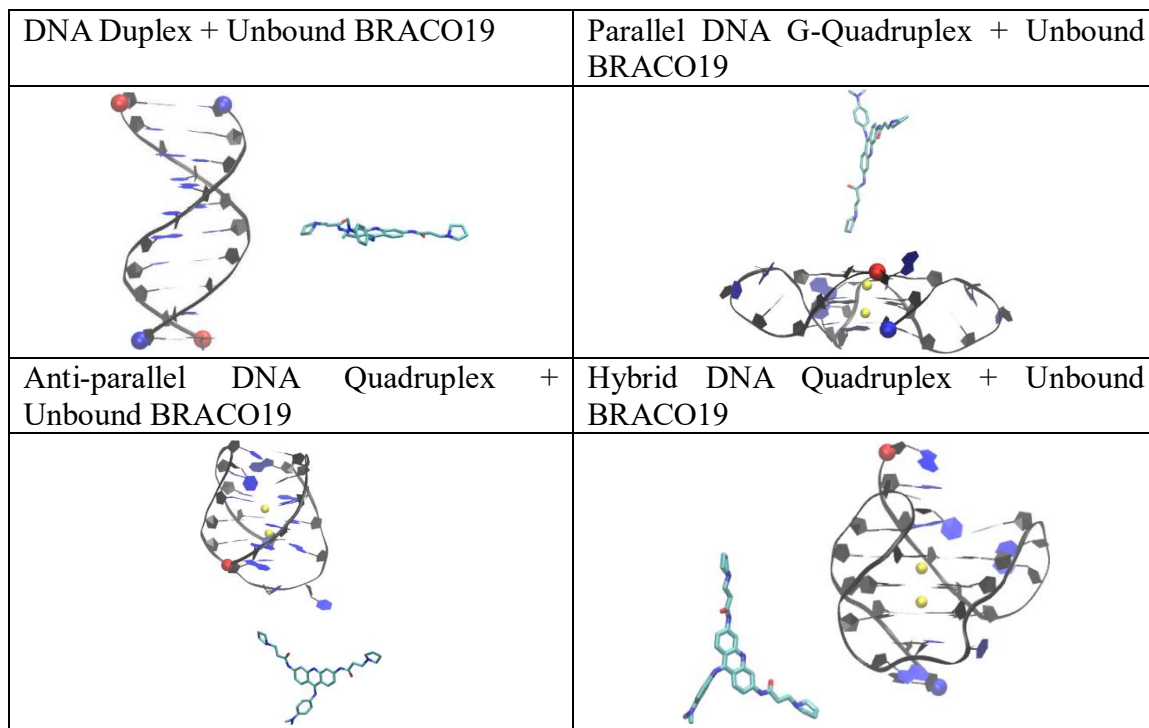 DNA Duplex + Unbound BRACO19
Parallel DNA G-Quadruplex + Unbound
BRACO19
Anti-parallel DNA Quadruplex +
Unbound BRACO19
Hybrid DNA Quadruplex + Unbound
BRACO19